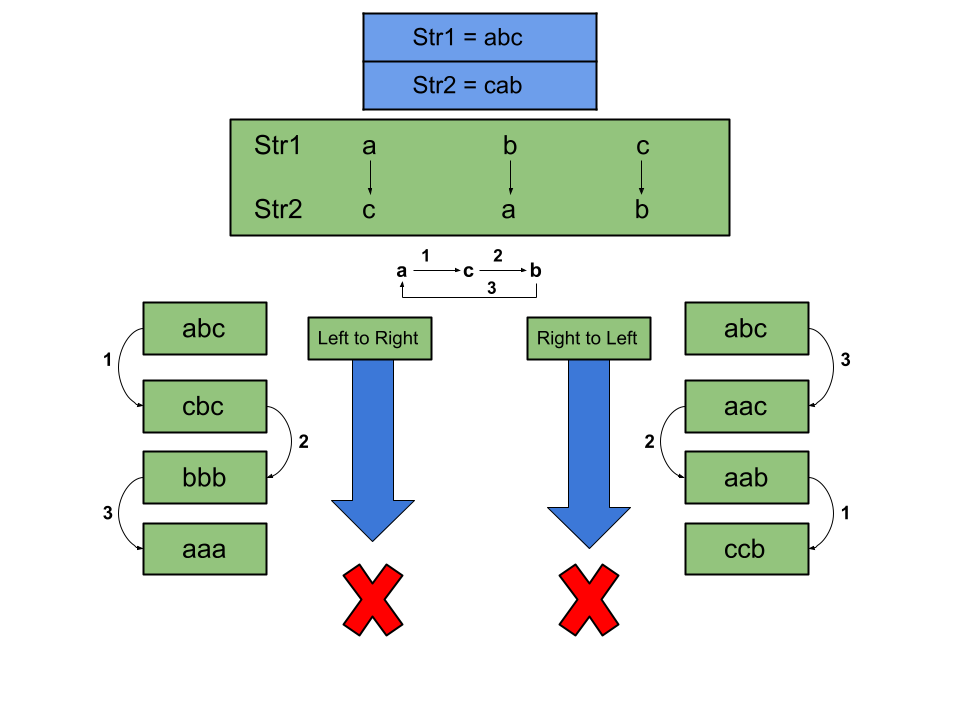 Str1 = abc
Str2 = cab
Str1 a b c
Str2 c a b
1 2
a c b
3
abc Left to Right Right to Left abc
1 3
cbc aac
2 2
bbb aab
3 1
aaa ccb